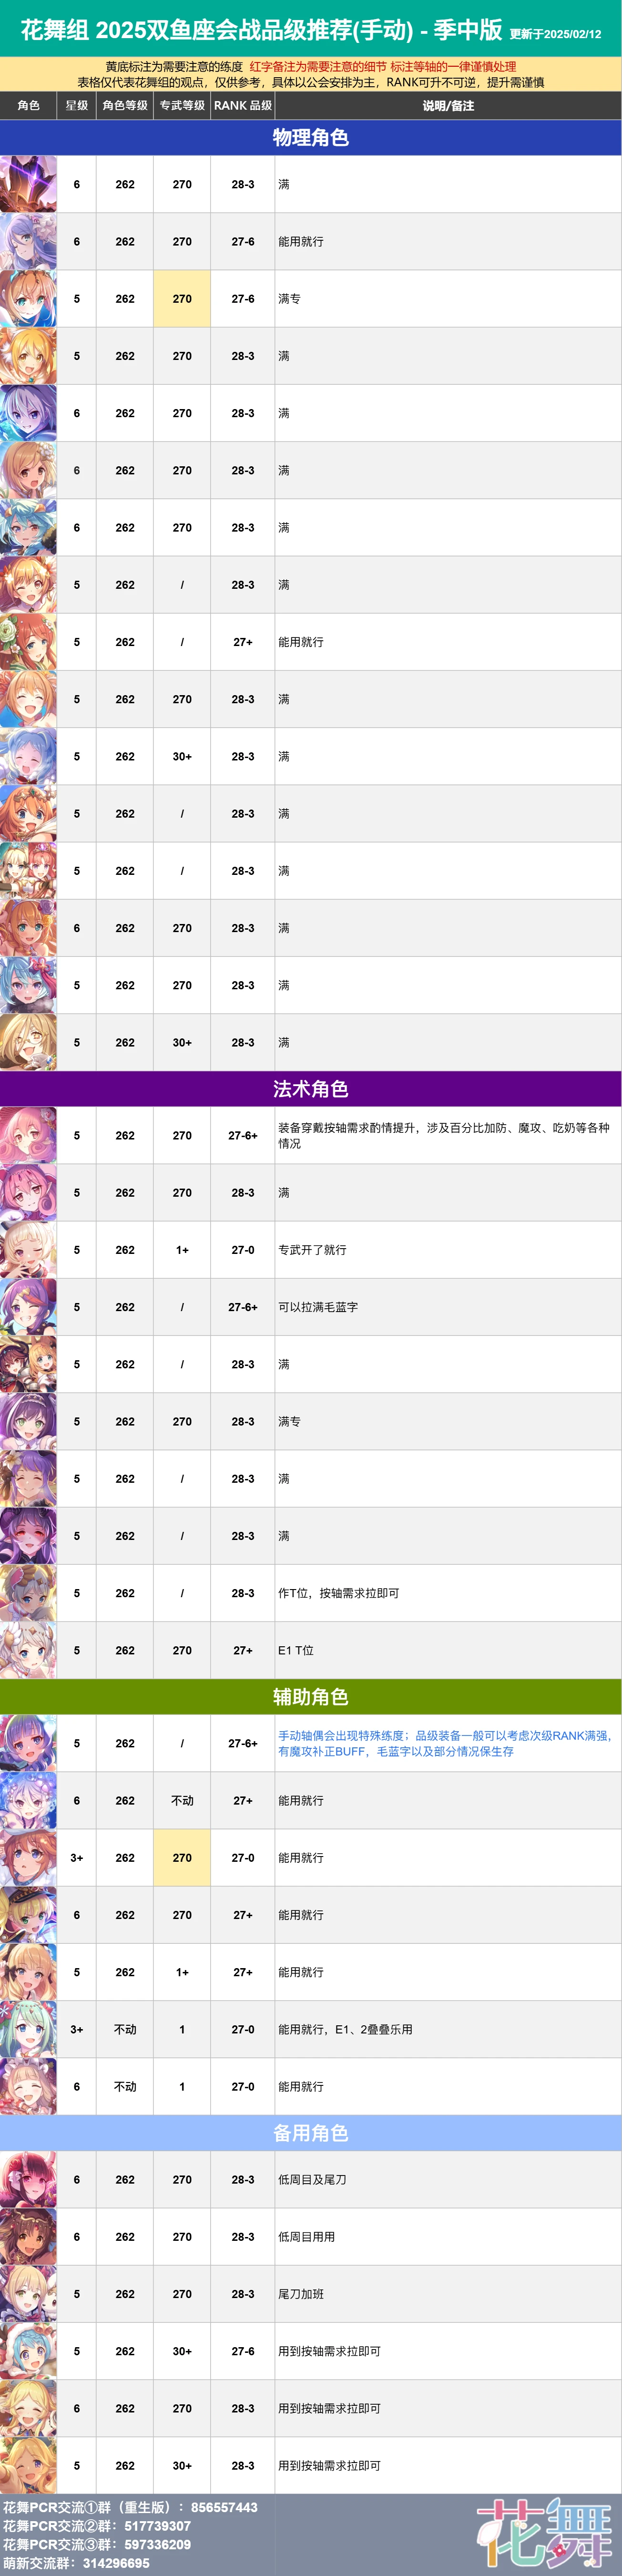 花舞组 2025双鱼座会战品级推荐(手动) - 季中版 更新于2025/02/12
黄底标注为需要注意的练度 红字备注为需要注意的细节 标注等轴的一律谨慎处理
表格仅代表花舞组的观点，仅供参考，具体以公会安排为主，RANK可升不可逆，提升需谨慎
角色 星级 角色等级 专武等级 RANK 品级 说明/备注
物理角色
6 262 270 28-3 满
6 262 270 27-6 能用就行
5 262 270 27-6 满专
5 262 270 28-3 满
6 262 270 28-3 满
6 262 270 28-3 满
6 262 270 28-3 满
5 262 / 28-3 满
5 262 / 27+ 能用就行
5 262 270 28-3 满
5 262 30+ 28-3 满
5 262 / 28-3 满
5 262 / 28-3 满
6 262 270 28-3 满
5 262 270 28-3 满
5 262 30+ 28-3 满
法术角色
5 262 270 27-6+ 装备穿戴按轴需求酌情提升，涉及百分比加防、魔攻、吃奶等各种
情况
5 262 270 28-3 满
5 262 1+ 27-0 专武开了就行
5 262 / 27-6+ 可以拉满毛蓝字
5 262 / 28-3 满
5 262 270 28-3 满专
5 262 / 28-3 满
5 262 / 28-3 满
5 262 / 28-3 作T位，按轴需求拉即可
5 262 270 27+ E1 T位
辅助角色
5 262 / 27-6+ 手动轴偶会出现特殊练度；品级装备一般可以考虑次级RANK满强，
有魔攻补正BUFF，毛蓝字以及部分情况保生存
6 262 不动 27+ 能用就行
3+ 262 270 27-0 能用就行
6 262 270 27+ 能用就行
5 262 1+ 27+ 能用就行
3+ 不动 1 27-0 能用就行，E1、2叠叠乐用
6 不动 1 27-0 能用就行
备用角色
6 262 270 28-3 低周目及尾刀
6 262 270 28-3 低周目用用
5 262 270 28-3 尾刀加班
5 262 30+ 27-6 用到按轴需求拉即可
6 262 270 28-3 用到按轴需求拉即可
5 262 30+ 28-3 用到按轴需求拉即可
花舞PCR交流①群（重生版）：856557443
花舞PCR交流②群：517739307
花舞PCR交流③群：597336209
萌新交流群：314296695
花舞